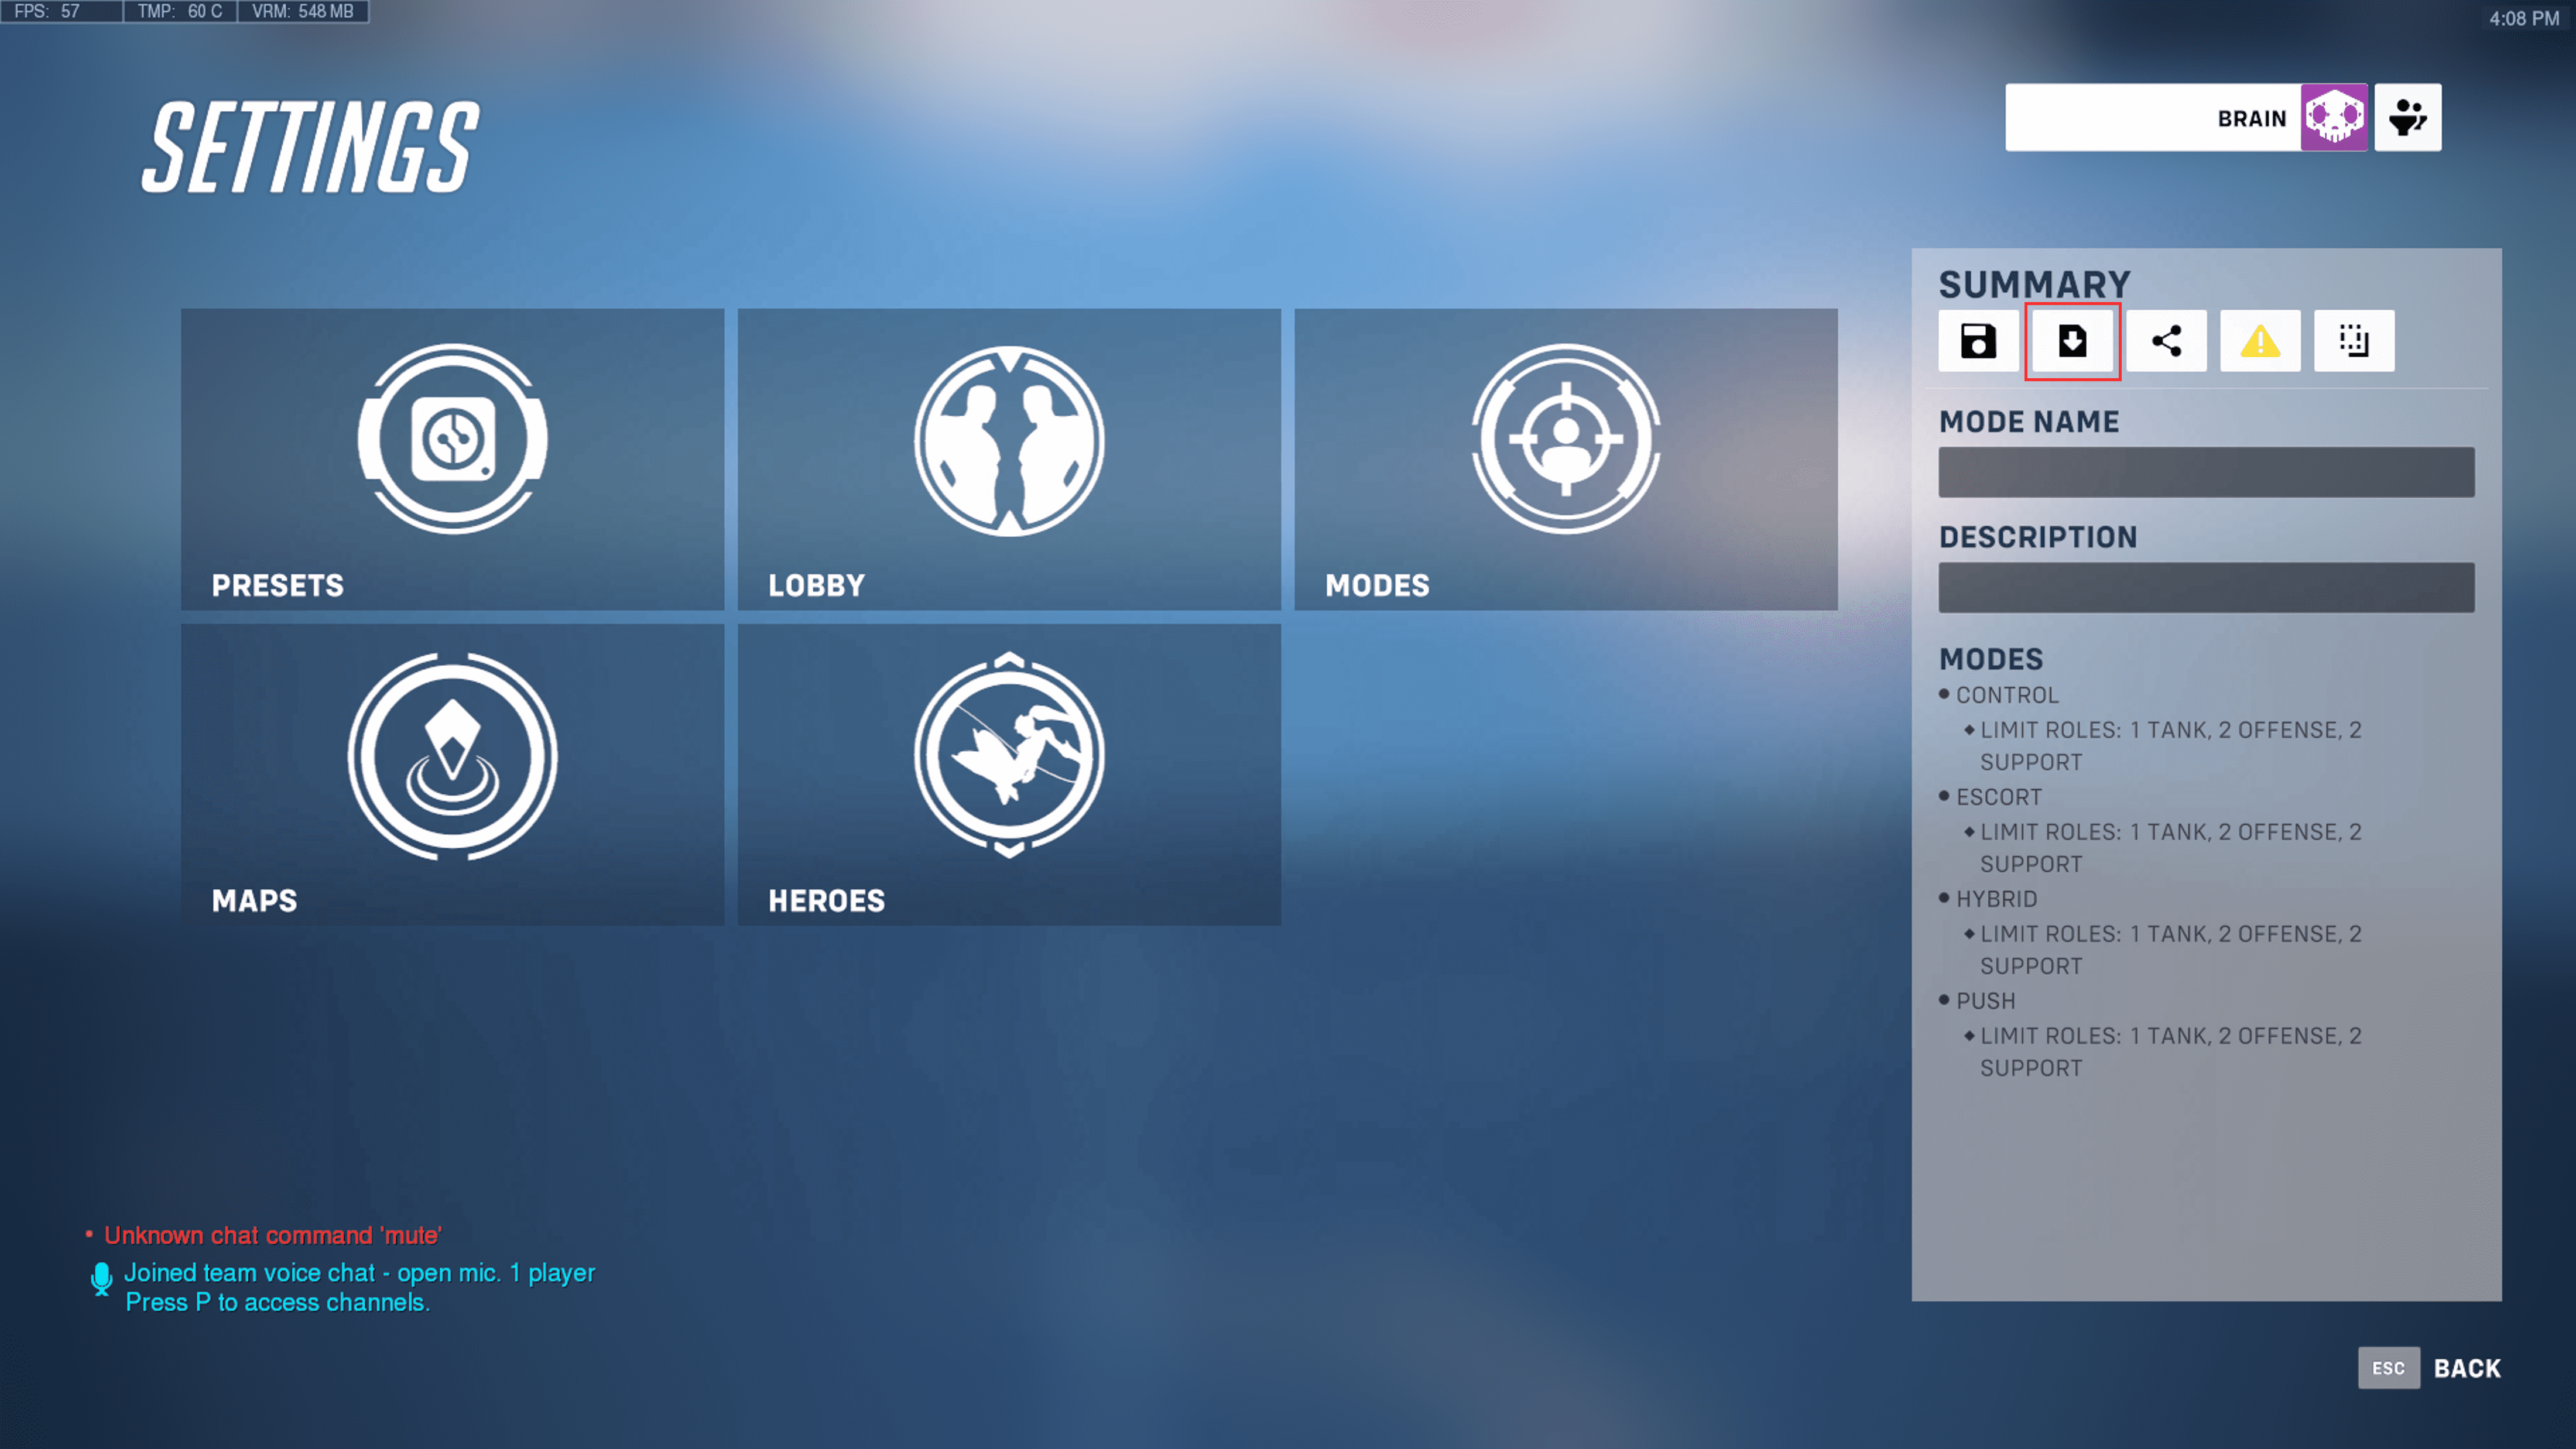 FPS: 57
TMP: 60 C
VRM: 548 MB
4:08 PM
SETTINGS
BRAIN
PRESETS
LOBBY
MODES
MAPS
HEROES
SUMMARY
MODE NAME
DESCRIPTION
MODES
• CONTROL
◆ LIMIT ROLES: 1 TANK, 2 OFFENSE, 2
SUPPORT
• ESCORT
◆ LIMIT ROLES: 1 TANK, 2 OFFENSE, 2
SUPPORT
• HYBRID
◆ LIMIT ROLES: 1 TANK, 2 OFFENSE, 2
SUPPORT
• PUSH
◆ LIMIT ROLES: 1 TANK, 2 OFFENSE, 2
SUPPORT
• Unknown chat command 'mute'
Joined team voice chat - open mic. 1 player
Press P to access channels.
ESC BACK